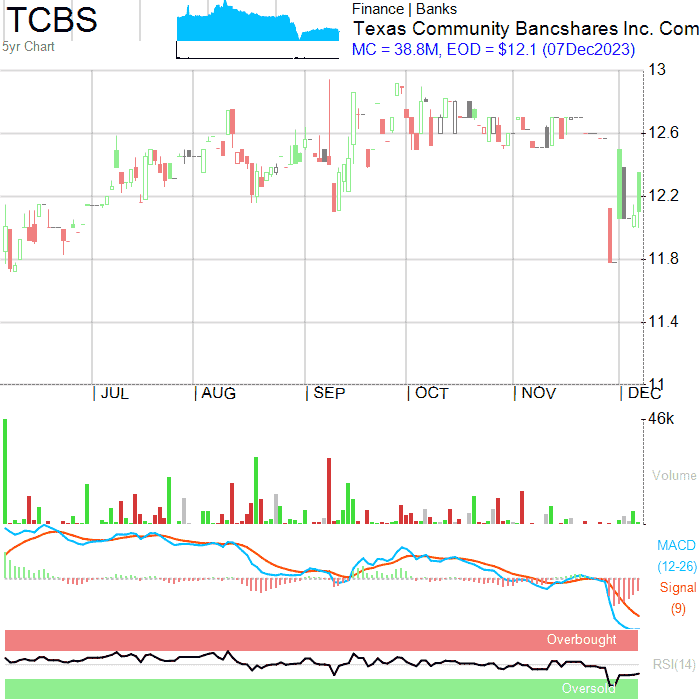 TCBS
5yr Chart
Finance | Banks
Texas Community Bancshares Inc. Com
MC = 38.8M, EOD = $12.1 (07Dec2023)
13
12.6
12.2
11.8
11.4
11
JUL AUG SEP OCT NOV DEC
46k
Volume
MACD
(12-26)
Signal
(9)
Overbought
RSI(14)
Oversold